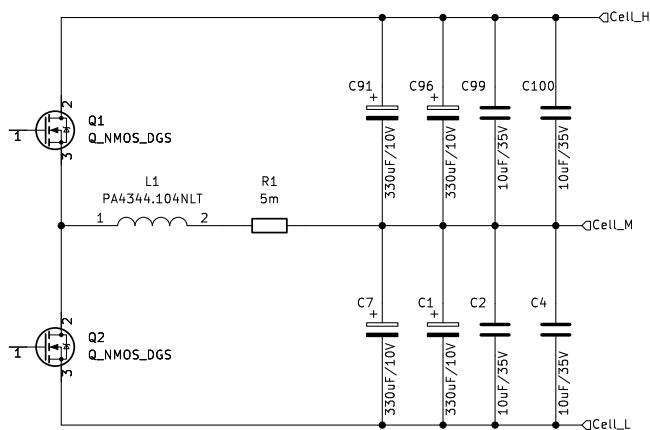 Cell_H
C91
C96
C99
C100
+
+
330uF/10V
330uF/10V
10uF/35V
10uF/35V
2
Q1
Q_NMOS_DGS
1
3
L1
PA4344.104NLT
R1
5m
1
2
Cell_M
C7
C1
C2
C4
+
+
330uF/10V
330uF/10V
10uF/35V
10uF/35V
2
Q2
Q_NMOS_DGS
1
3
Cell_L